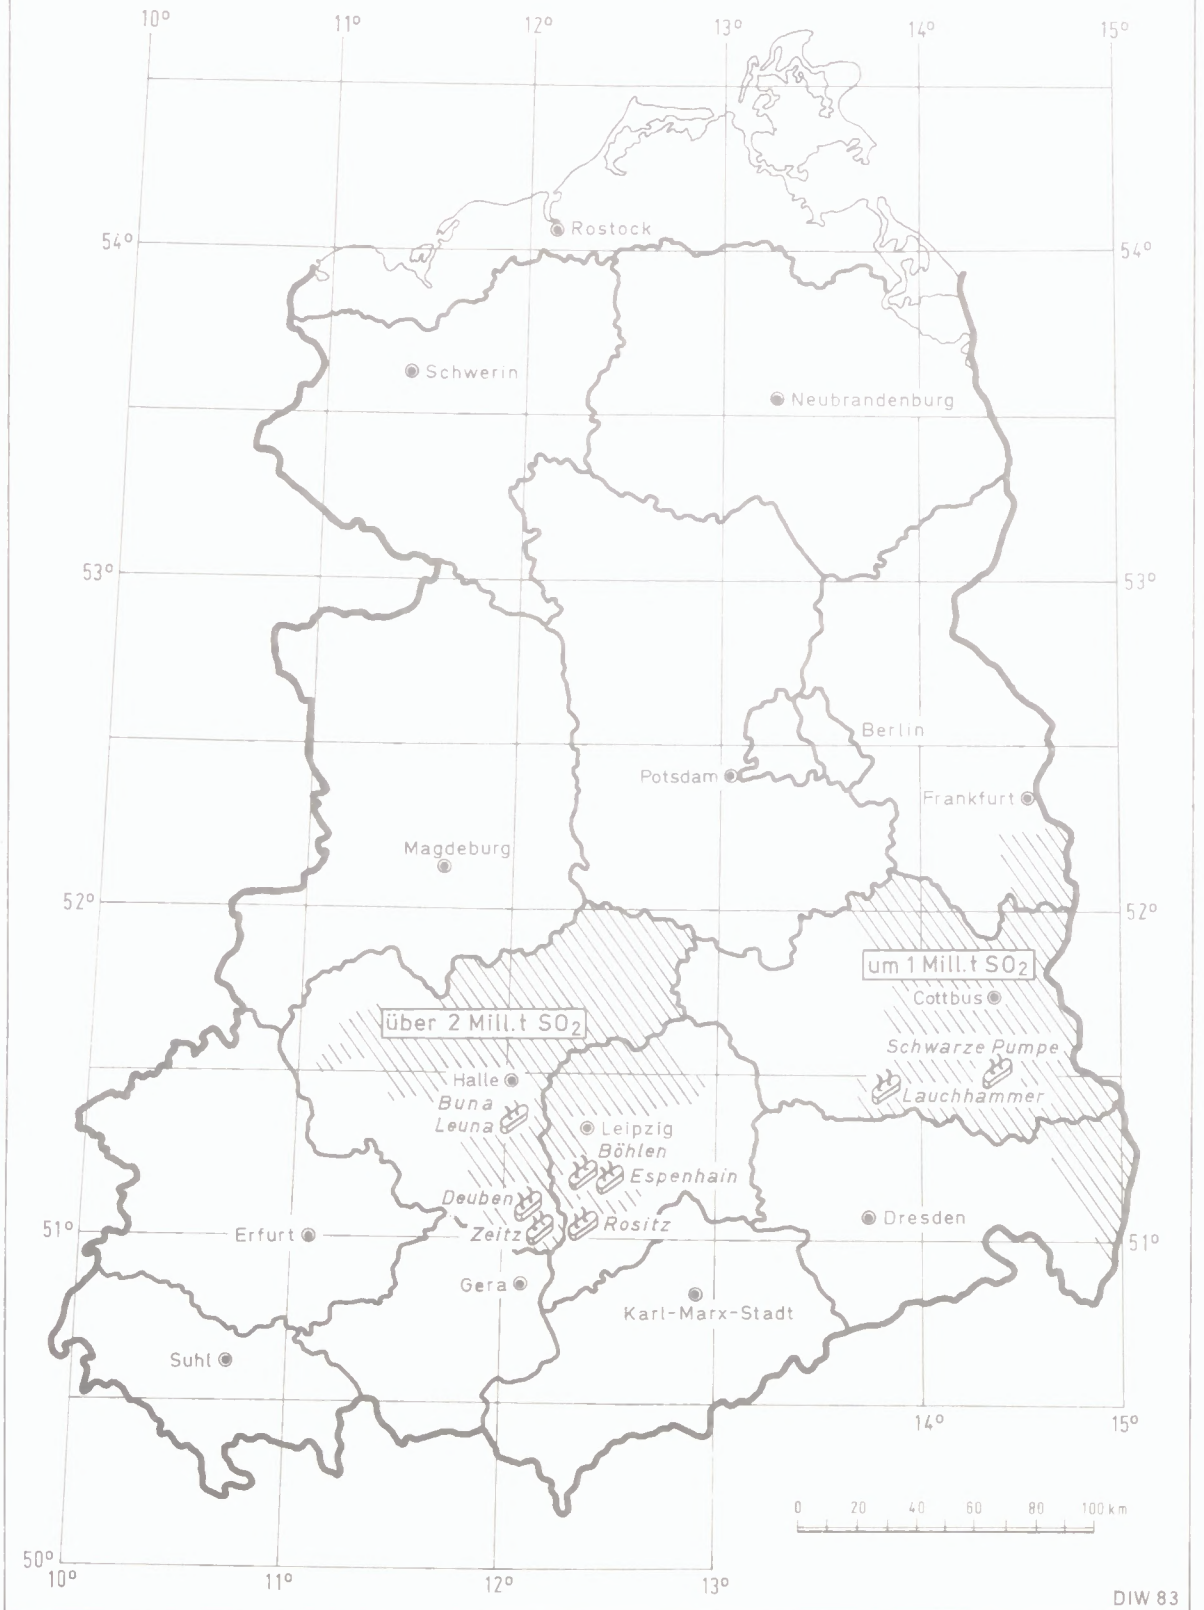 10° 11° 12° 13° 14° 15°
Rostock
54° 54°
Schwerin
Neubrandenburg
53° 53°
Berlin
Potsdam
Frankfurt
Magdeburg
52° 52°
um 1 Mill.t SO₂
Cottbus
über 2 Mill.t SO₂
Schwarze Pumpe
Halle
Lauchhammer
Buna
Leuna
Leipzig
Böhlen
Espenhain
Deuben
Dresden
Rositz
Zeitz
51° 51°
Erfurt
Gera
Karl-Marx-Stadt
Suhl
14° 15°
0 20 40 60 80 100 km
50°
10° 11° 12° 13°
DIW 83